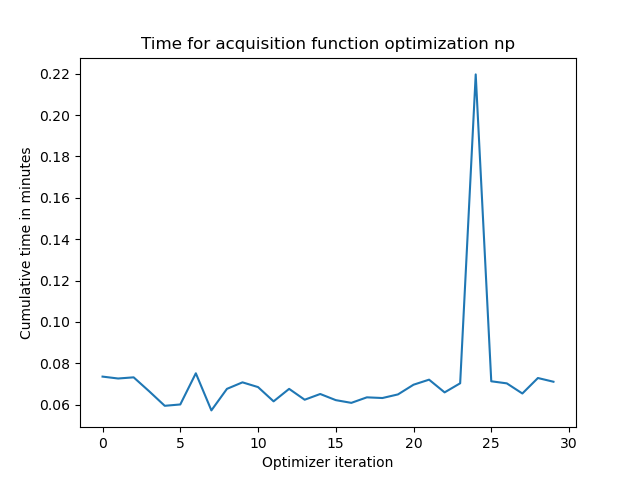 Time for acquisition function optimization np
Cumulative time in minutes
0.22
0.20
0.18
0.16
0.14
0.12
0.10
0.08
0.06
0 5 10 15 20 25 30
Optimizer iteration